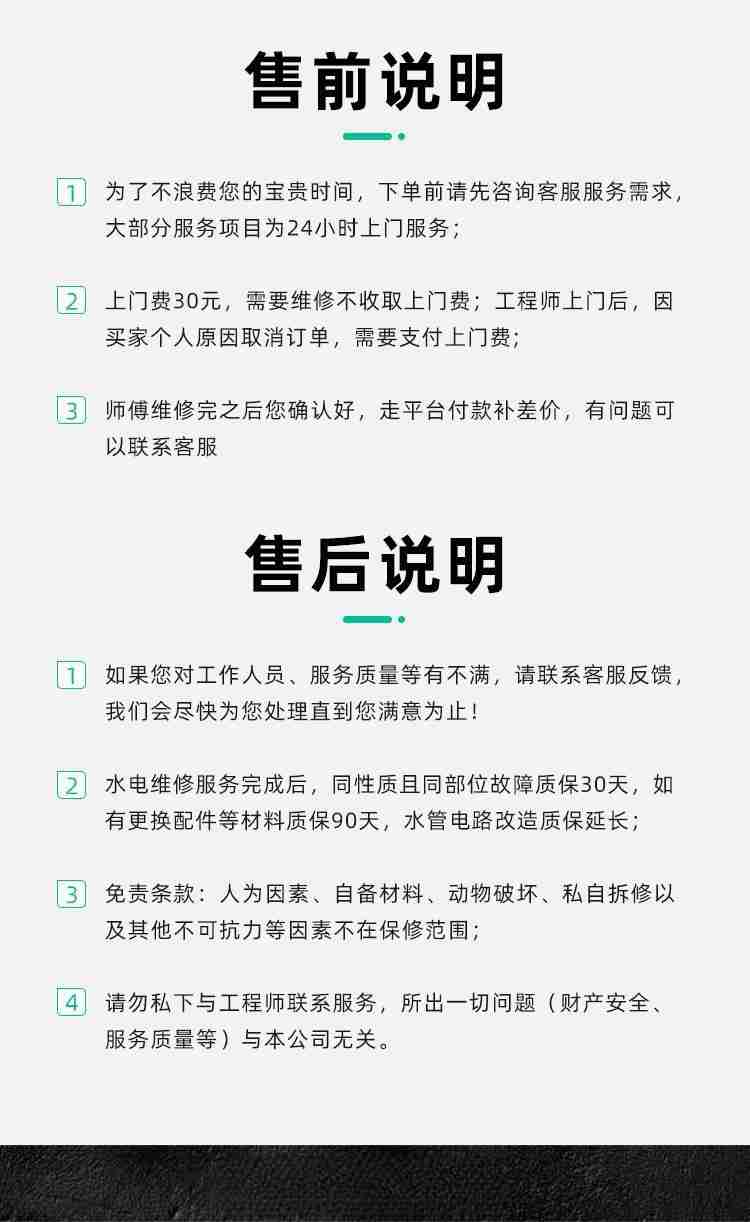 售前说明
1 为了不浪费您的宝贵时间，下单前请先咨询客服服务需求，
大部分服务项目为24小时上门服务；
2 上门费30元，需要维修不收取上门费；工程师上门后，因
买家个人原因取消订单，需要支付上门费；
3 师傅维修完之后您确认好，走平台付款补差价，有问题可
以联系客服
售后说明
1 如果您对工作人员、服务质量等有不满，请联系客服反馈，
我们会尽快为您处理直到您满意为止！
2 水电维修服务完成后，同性质且同部位故障质保30天，如
有更换配件等材料质保90天，水管电路改造质保延长；
3 免责条款：人为因素、自备材料、动物破坏、私自拆修以
及其他不可抗力等因素不在保修范围；
4 请勿私下与工程师联系服务，所出一切问题（财产安全、
服务质量等）与本公司无关。